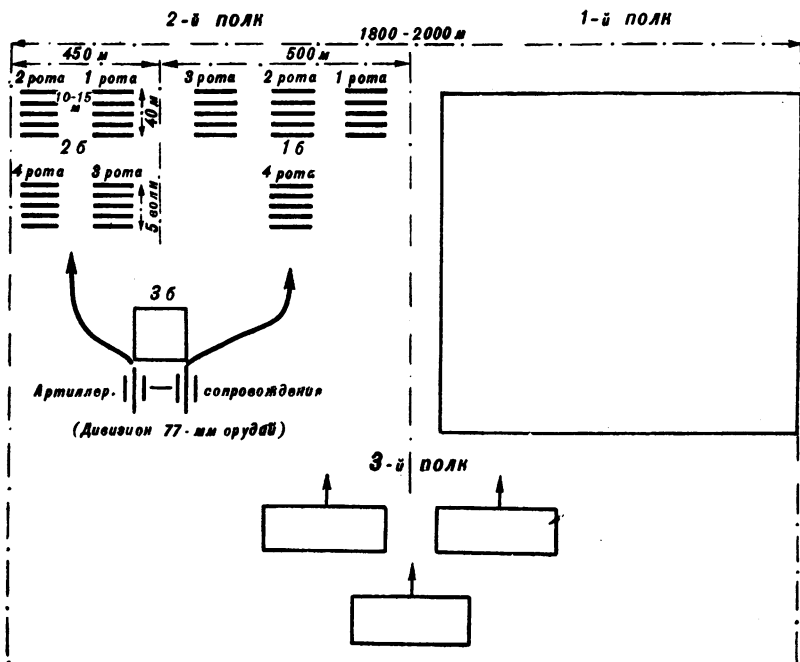 2-й полк 1-й полк
1800-2000 м
450 м 500 м
2 рота 1 рота 3 рота 2 рота 1 рота
10-15
м
40 м
2 б 1 б
4 рота 3 рота 4 рота
5 волн
3 б
Артиллер. сопровождения
(Дивизион 77-мм орудий)
3-й полк